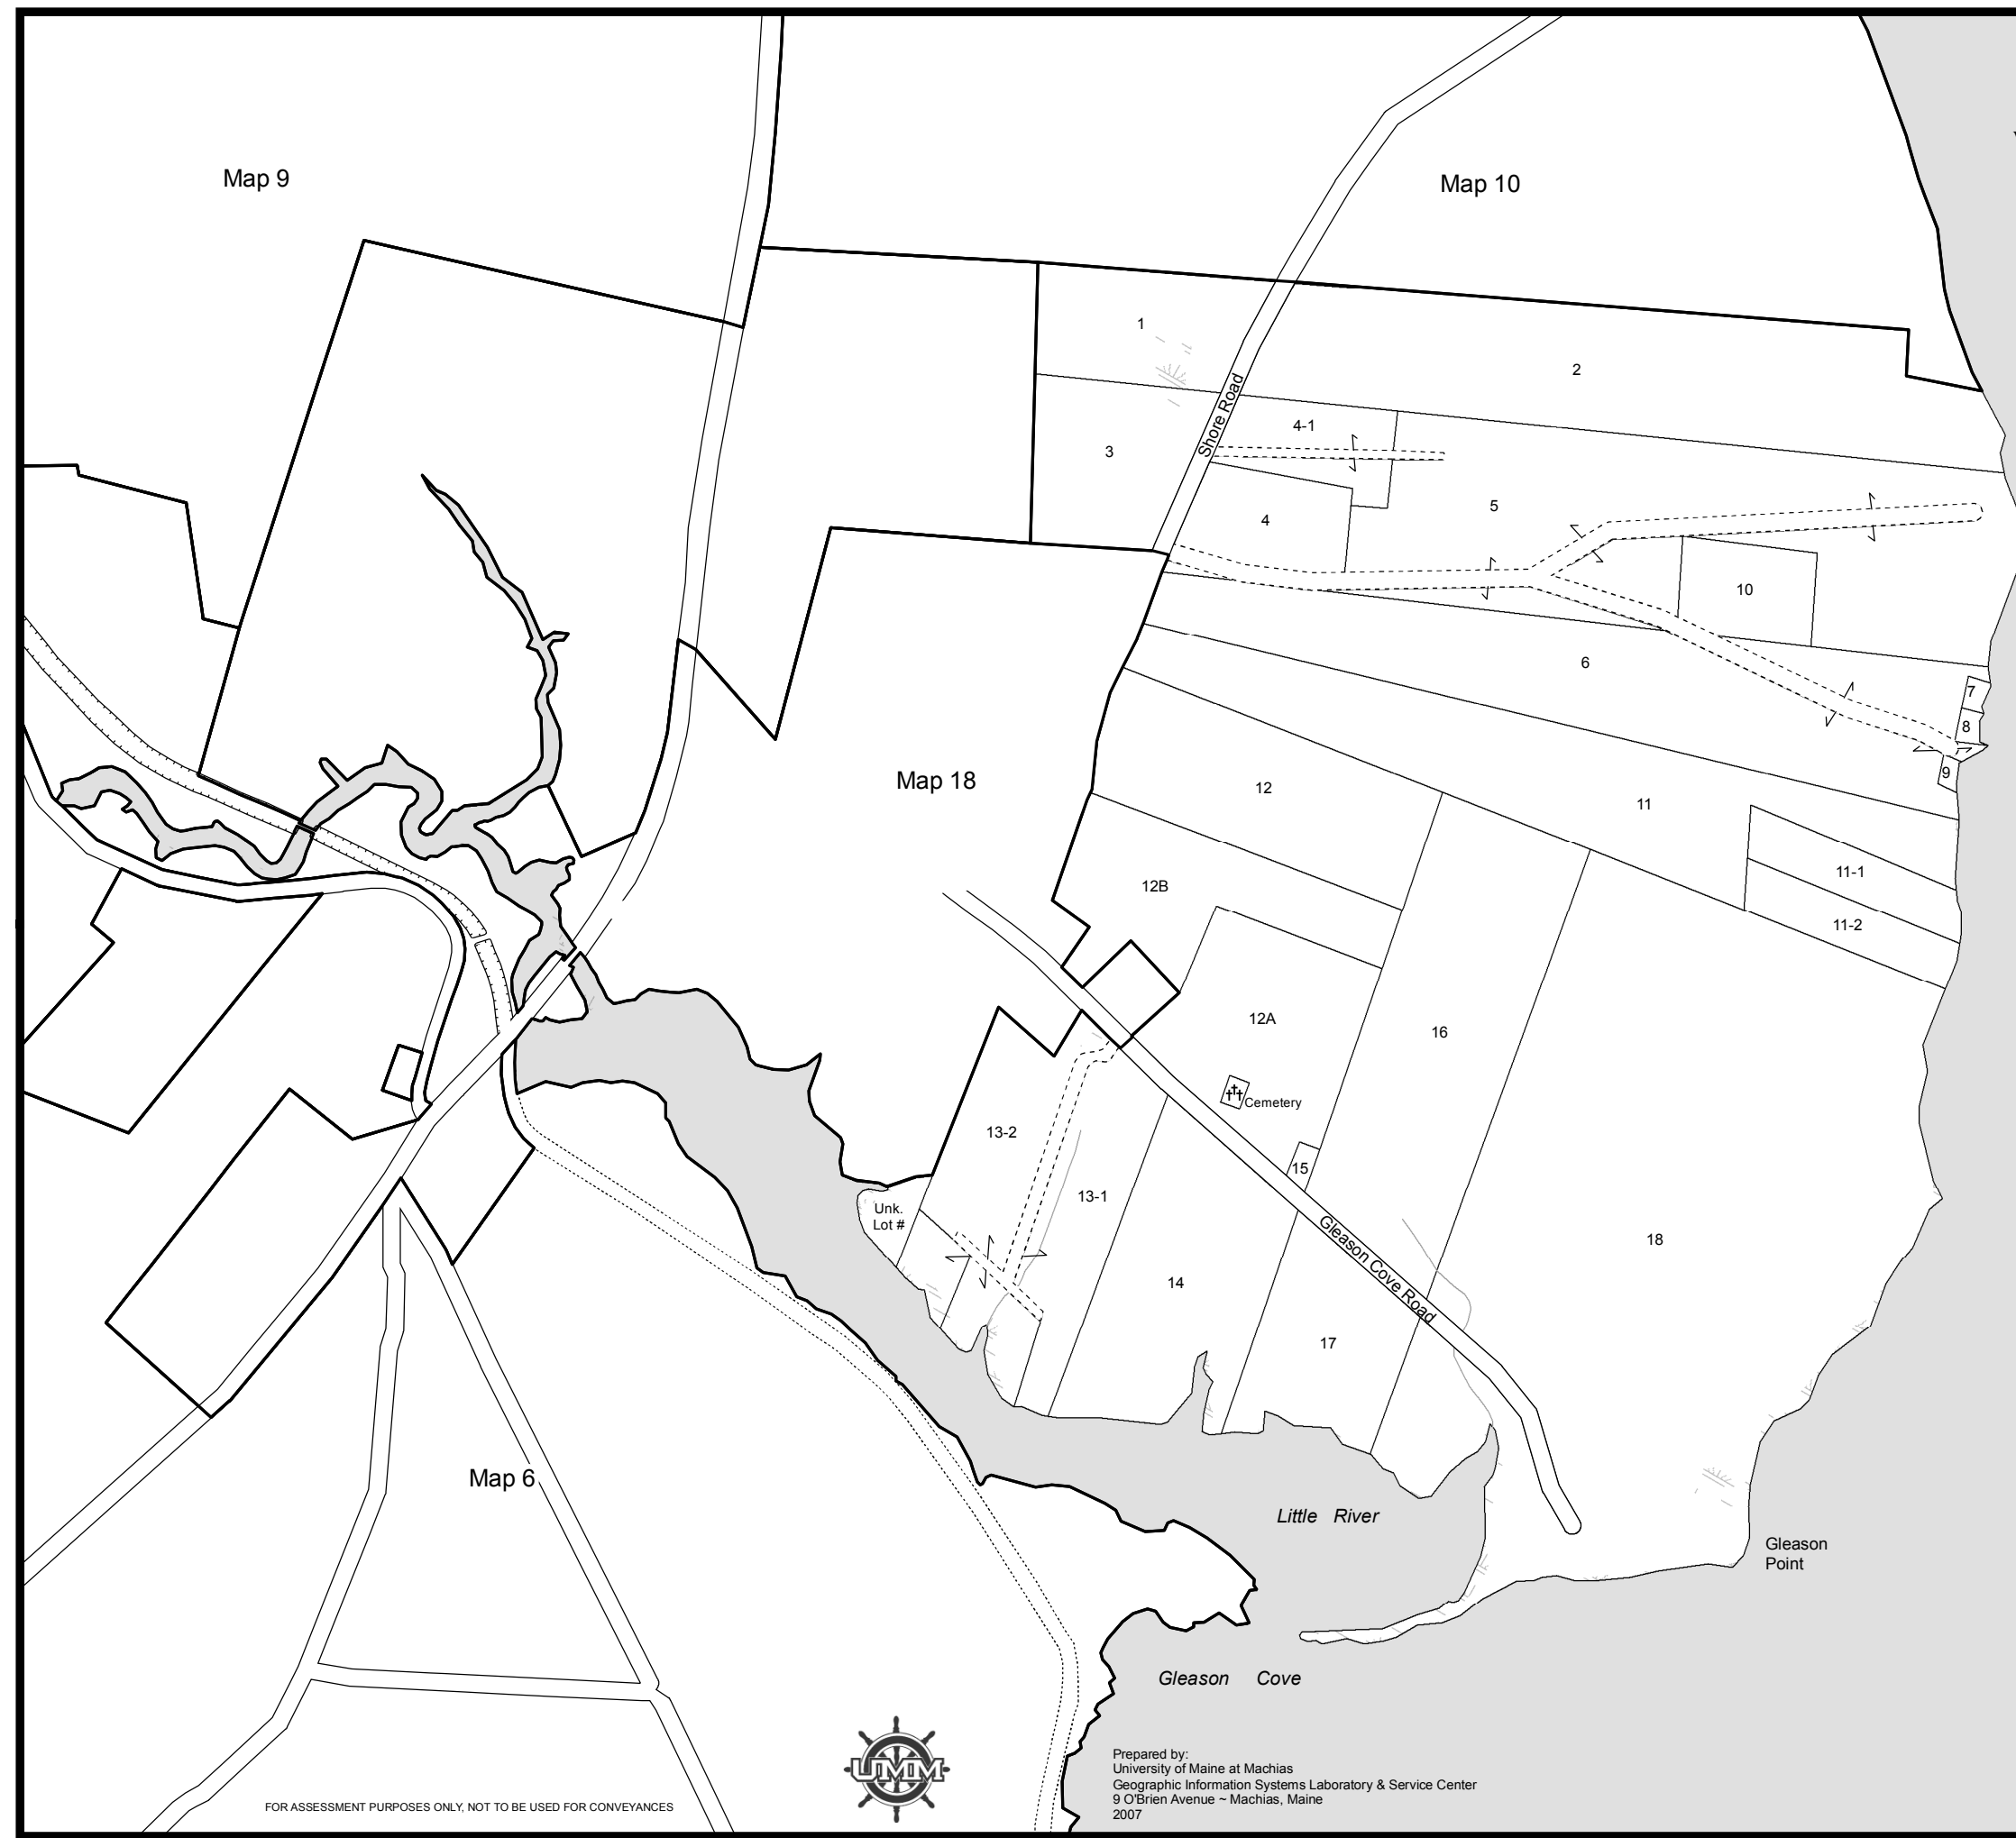 Map 9
Map 10
1
2
Shore Road
4-1
3
5
4
10
6
7
8
9
Map 18
12
11
11-1
12B
11-2
12A
16
Cemetery
13-2
15
13-1
Unk.
Lot #
Gleason Cove Road
18
14
17
Map 6
Little River
Gleason
Point
Gleason Cove
UMM
Prepared by:
University of Maine at Machias
Geographic Information Systems Laboratory & Service Center
9 O'Brien Avenue ~ Machias, Maine
2007
FOR ASSESSMENT PURPOSES ONLY, NOT TO BE USED FOR CONVEYANCES